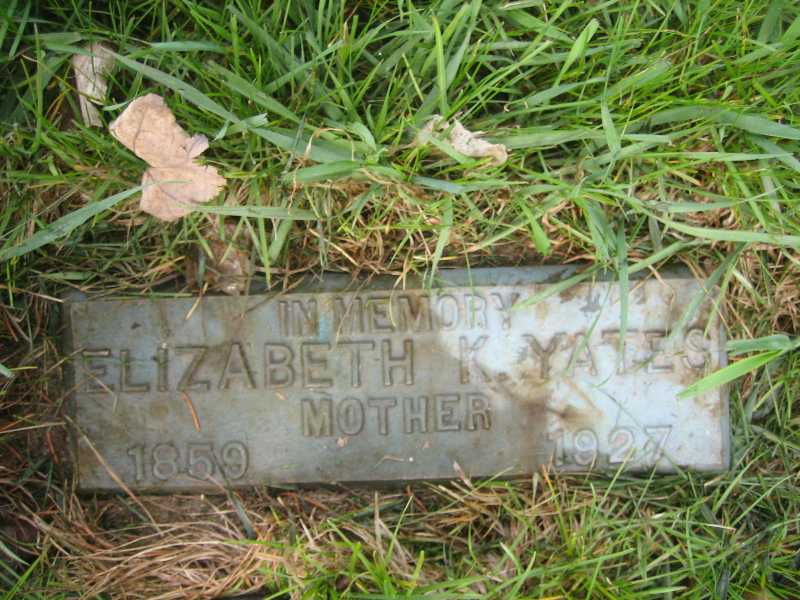 IN MEMORY
ELIZABETH K. YATES
MOTHER
1859 1927